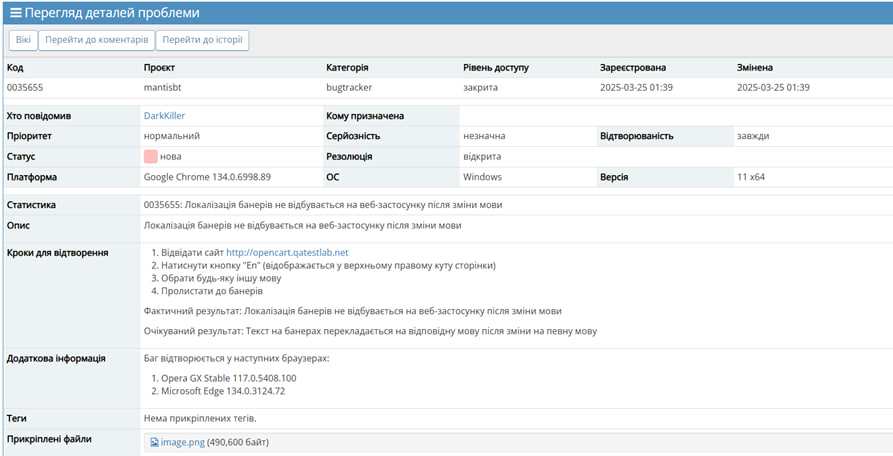 Перегляд деталей проблеми
Вікі Перейти до коментарів Перейти до історії
Код Проєкт Категорія Рівень доступу Зареєстрована Змінена
0035655 mantisbt bugtracker закрита 2025-03-25 01:39 2025-03-25 01:39
Хто повідомив DarkKiller Кому призначена
Пріоритет нормальний Серйозність незначна Відтворюваність завжди
Статус нова Резолюція відкрита
Платформа Google Chrome 134.0.6998.89 ОС Windows Версія 11 x64
Статистика 0035655: Локалізація банерів не відбувається на веб-застосунку після зміни мови
Опис Локалізація банерів не відбувається на веб-застосунку після зміни мови
Кроки для відтворення 1. Відвідати сайт http://opencart.qatestlab.net
2. Натиснути кнопку "En" (відображається у верхньому правому куту сторінки)
3. Обрати будь-яку іншу мову
4. Пролистати до банерів
Фактичний результат: Локалізація банерів не відбувається на веб-застосунку після зміни мови
Очікуваний результат: Текст на банерах перекладається на відповідну мову після зміни на певну мову
Додаткова інформація Баг відтворюється у наступних браузерах:
1. Opera GX Stable 117.0.5408.100
2. Microsoft Edge 134.0.3124.72
Теги Нема прикріплених тегів.
Прикріплені файли image.png (490,600 байт)